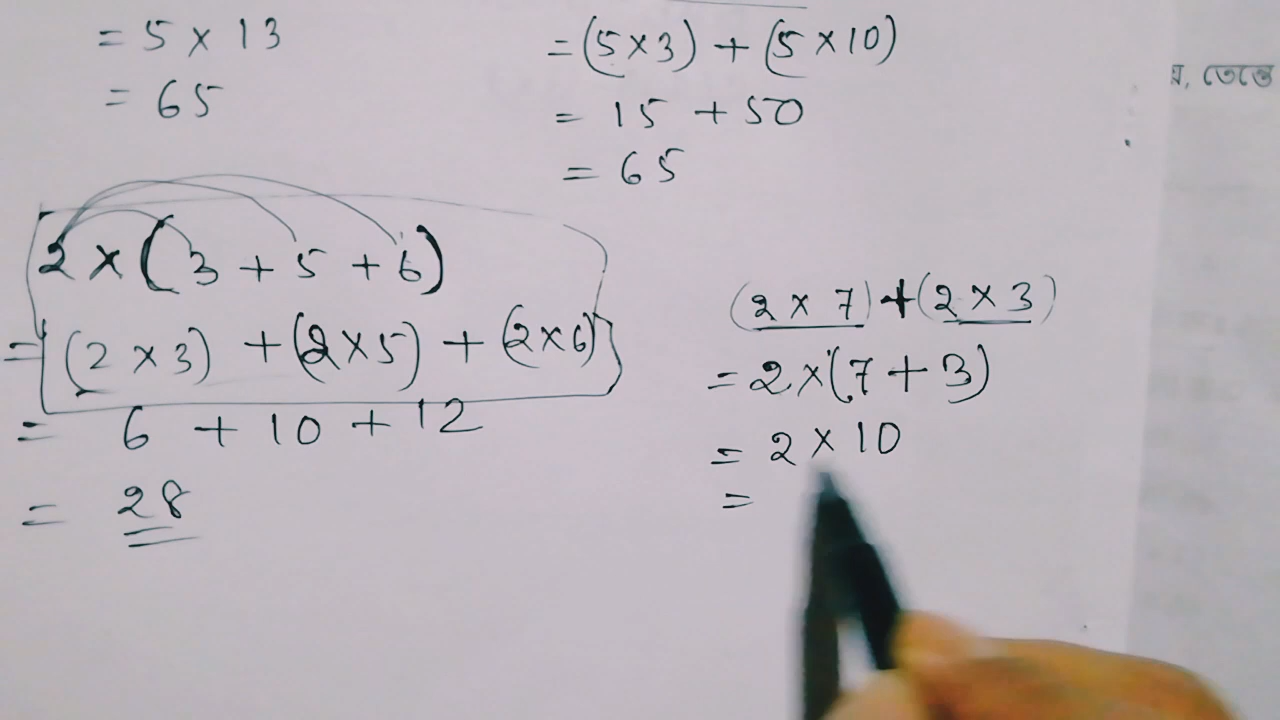 = 5 × 13
= 65
= (5×3) + (5×10)
= 15 + 50
= 65
2 × (3 + 5 + 6)
= (2 × 3) + (2×5) + (2×6)
= 6 + 10 + 12
= 28
(2 × 7) + (2 × 3)
= 2×(7 + 3)
= 2 × 10
=